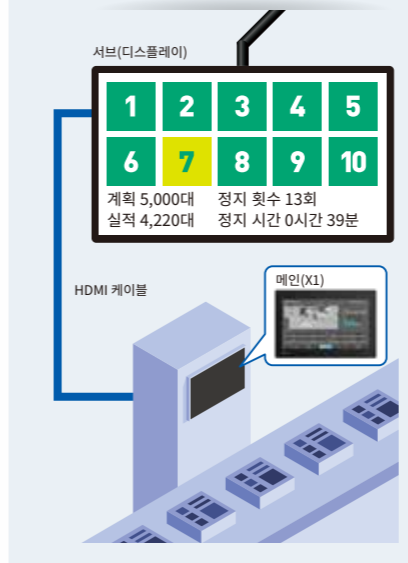 서브(디스플레이)
1 2 3 4 5
6 7 8 9 10
계획 5,000대 정지 횟수 13회
실적 4,220대 정지 시간 0시간 39분
HDMI 케이블
메인(X1)